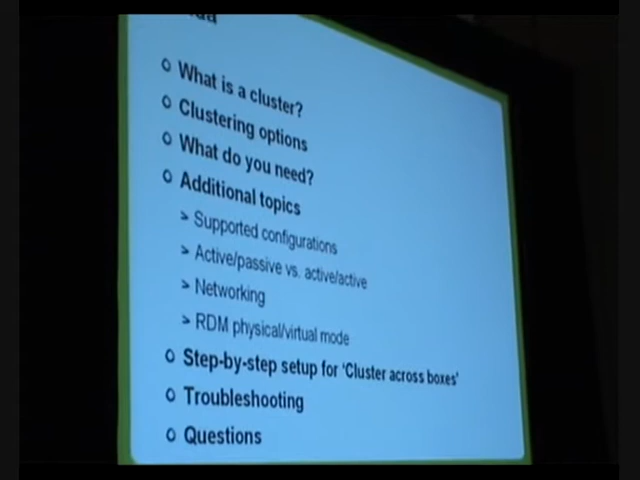 What is a cluster?
Clustering options
What do you need?
Additional topics
> Supported configurations
> Active/passive vs. active/active
> Networking
> RDM physical/virtual mode
Step-by-step setup for 'Cluster across boxes'
Troubleshooting
Questions